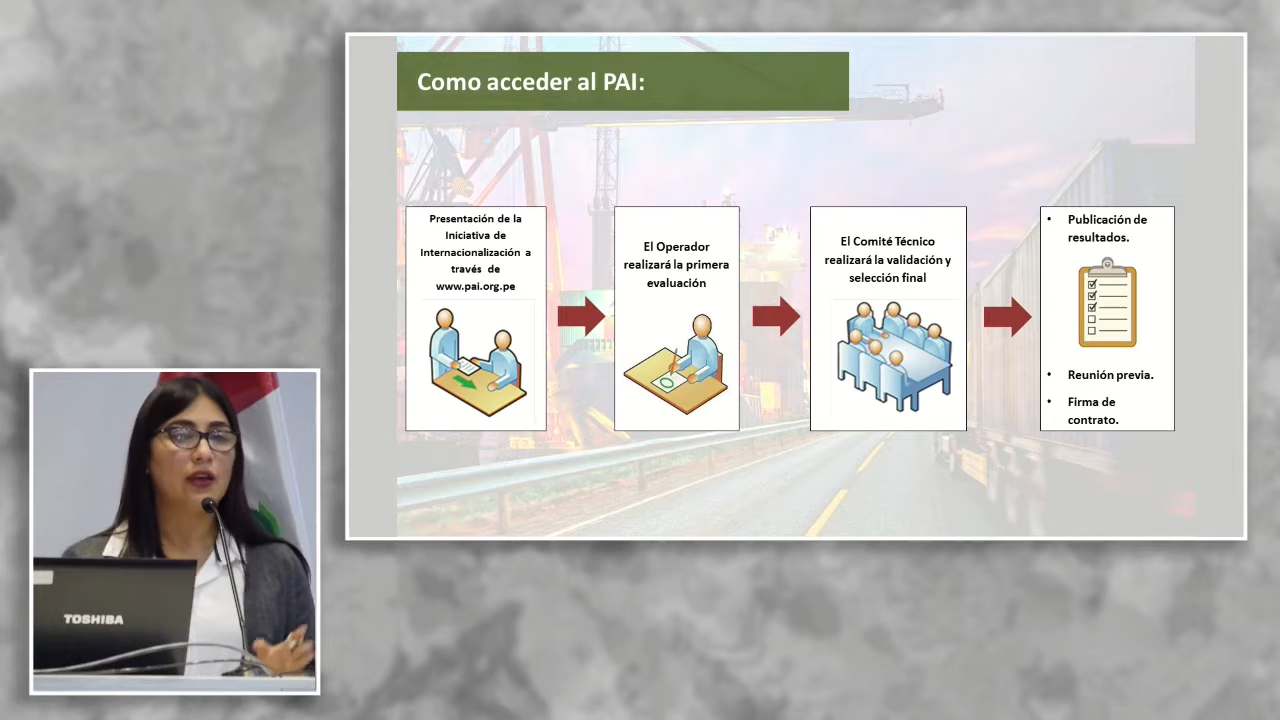 Como acceder al PAI:
Presentación de la
Iniciativa de
Internacionalización a
través de
www.pai.org.pe
El Operador
realizará la primera
evaluación
El Comité Técnico
realizará la validación y
selección final
• Publicación de
resultados.
• Reunión previa.
• Firma de
contrato.
TOSHIBA